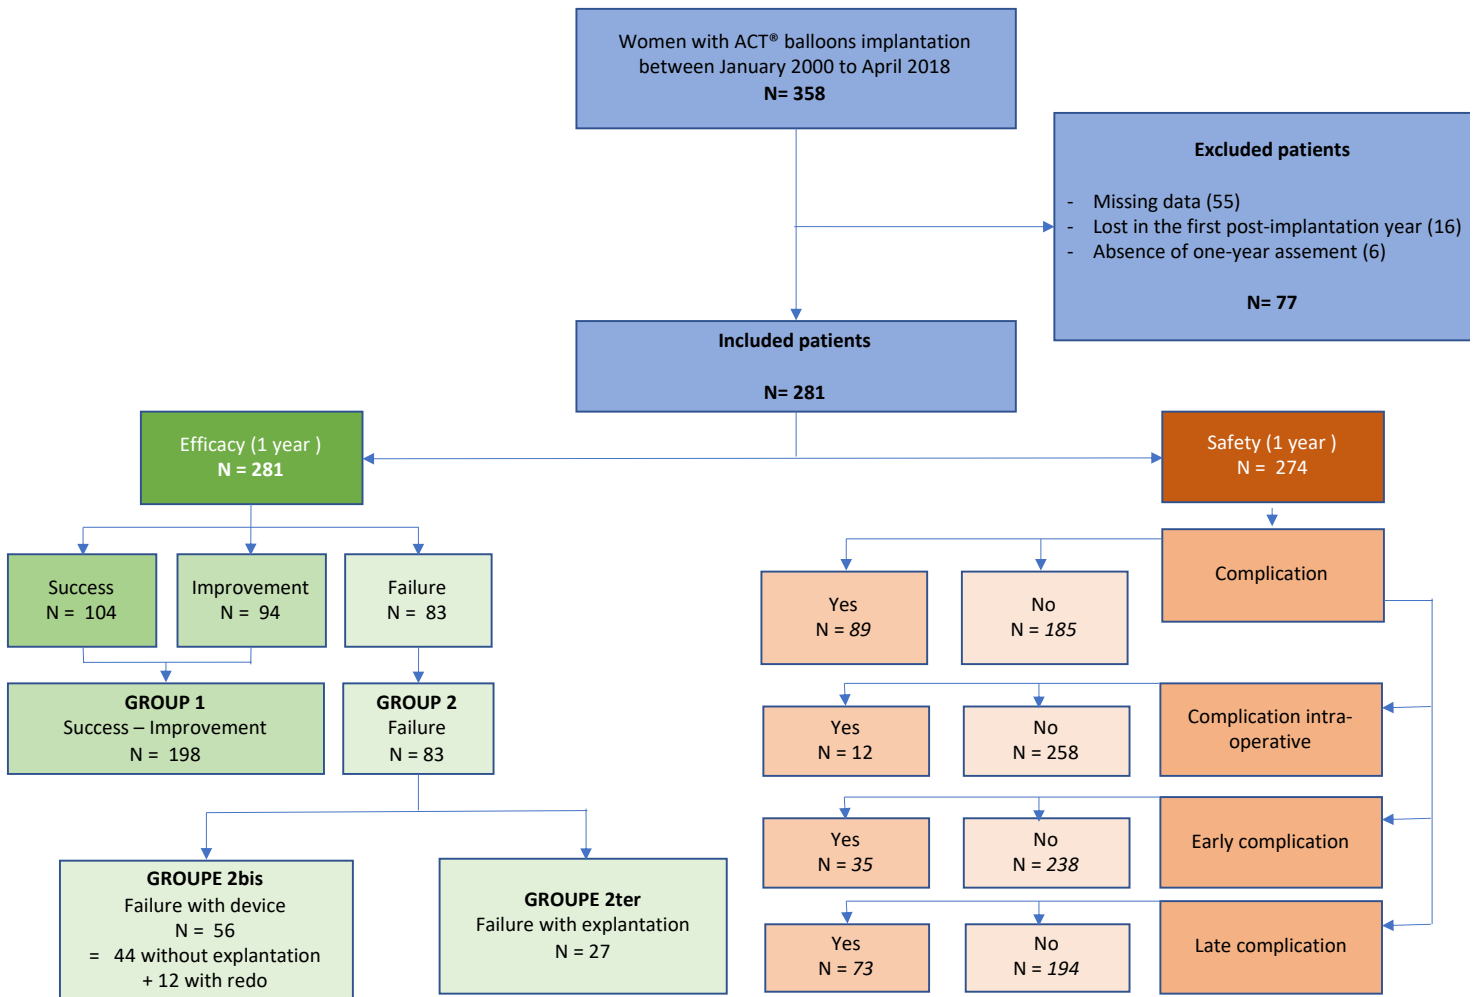 Women with ACT® balloons implantation
between January 2000 to April 2018
N= 358
Excluded patients
- Missing data (55)
- Lost in the first post-implantation year (16)
- Absence of one-year assement (6)
N= 77
Included patients
N= 281
Efficacy (1 year )
N = 281
Safety (1 year )
N = 274
Success
N = 104
Improvement
N = 94
Failure
N = 83
GROUP 1
Success – Improvement
N = 198
GROUP 2
Failure
N = 83
GROUPE 2bis
Failure with device
N = 56
= 44 without explantation
+ 12 with redo
GROUPE 2ter
Failure with explantation
N = 27
Complication
Yes
N = 89
No
N = 185
Complication intra-
operative
Yes
N = 12
No
N = 258
Early complication
Yes
N = 35
No
N = 238
Late complication
Yes
N = 73
No
N = 194